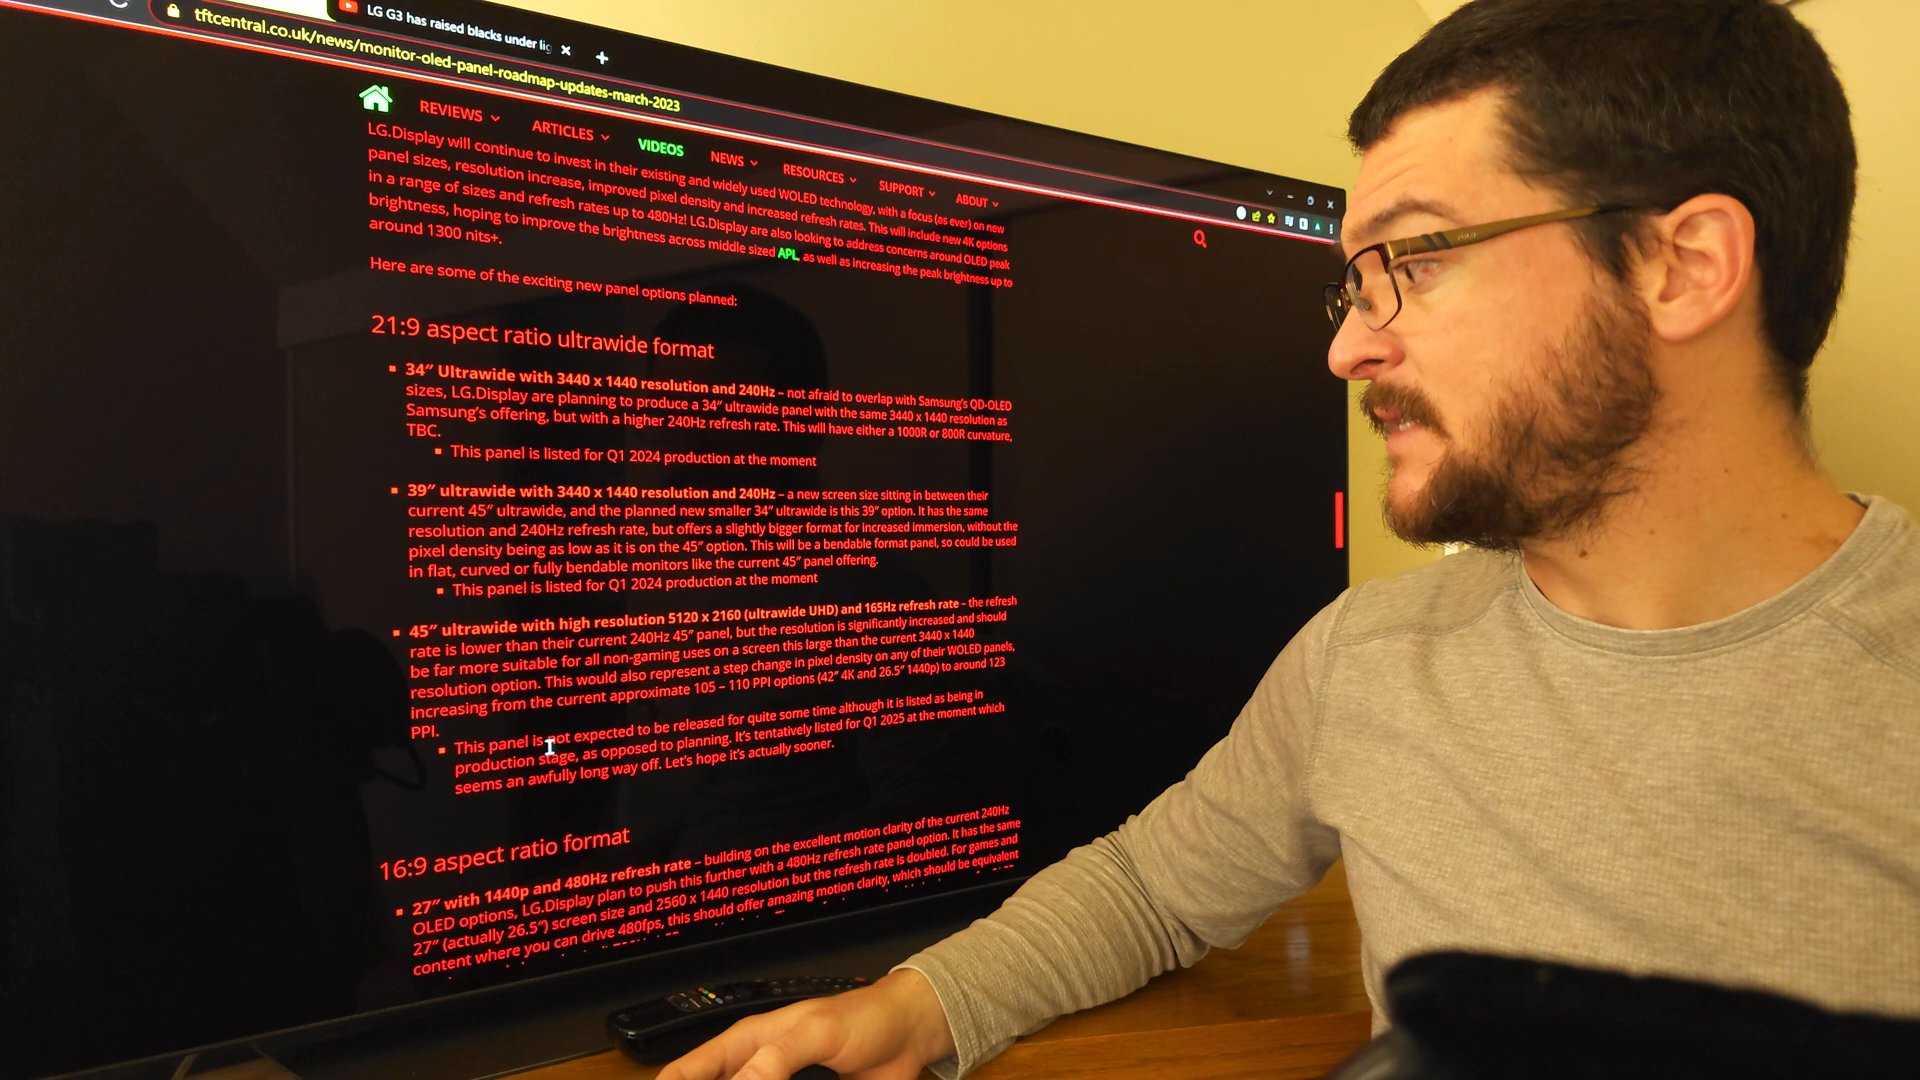 LG G3 has raised blacks under lig
tftcentral.co.uk/news/monitor-oled-panel-roadmap-updates-march-2023
REVIEWS ARTICLES VIDEOS NEWS RESOURCES SUPPORT ABOUT
LG.Display will continue to invest in their existing and widely used WOLED technology, with a focus (as ever) on new
panel sizes, resolution increase, improved pixel density and increased refresh rates. This will include new 4K options
in a range of sizes and refresh rates up to 480Hz! LG.Display are also looking to address concerns around OLED peak
brightness, hoping to improve the brightness across middle sized APL, as well as increasing the peak brightness up to
around 1300 nits+.
Here are some of the exciting new panel options planned:
21:9 aspect ratio ultrawide format
34″ Ultrawide with 3440 x 1440 resolution and 240Hz – not afraid to overlap with Samsung's QD-OLED
sizes, LG.Display are planning to produce a 34″ ultrawide panel with the same 3440 x 1440 resolution as
Samsung's offering, but with a higher 240Hz refresh rate. This will have either a 1000R or 800R curvature,
TBC.
This panel is listed for Q1 2024 production at the moment
39″ ultrawide with 3440 x 1440 resolution and 240Hz – a new screen size sitting in between their
current 45″ ultrawide, and the planned new smaller 34″ ultrawide is this 39″ option. It has the same
resolution and 240Hz refresh rate, but offers a slightly bigger format for increased immersion, without the
pixel density being as low as it is on the 45″ option. This will be a bendable format panel, so could be used
in flat, curved or fully bendable monitors like the current 45″ panel offering.
This panel is listed for Q1 2024 production at the moment
45″ ultrawide with high resolution 5120 x 2160 (ultrawide UHD) and 165Hz refresh rate – the refresh
rate is lower than their current 240Hz 45″ panel, but the resolution is significantly increased and should
be far more suitable for all non-gaming uses on a screen this large than the current 3440 x 1440
resolution option. This would also represent a step change in pixel density on any of their WOLED panels,
increasing from the current approximate 105 – 110 PPI options (42″ 4K and 26.5″ 1440p) to around 123
PPI.
This panel is not expected to be released for quite some time although it is listed as being in
production stage, as opposed to planning. It's tentatively listed for Q1 2025 at the moment which
seems an awfully long way off. Let's hope it's actually sooner.
16:9 aspect ratio format
27″ with 1440p and 480Hz refresh rate – building on the excellent motion clarity of the current 240Hz
OLED options, LG.Display plan to push this further with a 480Hz refresh rate panel option. It has the same
27″ (actually 26.5″) screen size and 2560 x 1440 resolution but the refresh rate is doubled. For games and
content where you can drive 480fps, this should offer amazing motion clarity, which should be equivalent